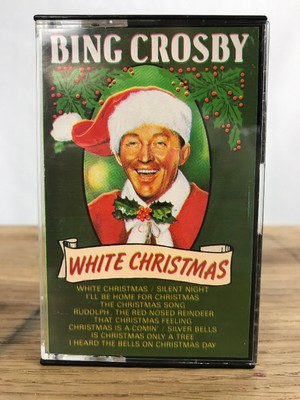 BING CROSBY
WHITE CHRISTMAS
WHITE CHRISTMAS / SILENT NIGHT
I'LL BE HOME FOR CHRISTMAS
THE CHRISTMAS SONG
RUDOLPH THE RED NOSED REINDEER
THAT CHRISTMAS FEELING
CHRISTMAS IS A COMIN' / SILVER BELLS
IS CHRISTMAS ONLY A TREE
I HEARD THE BELLS ON CHRISTMAS DAY